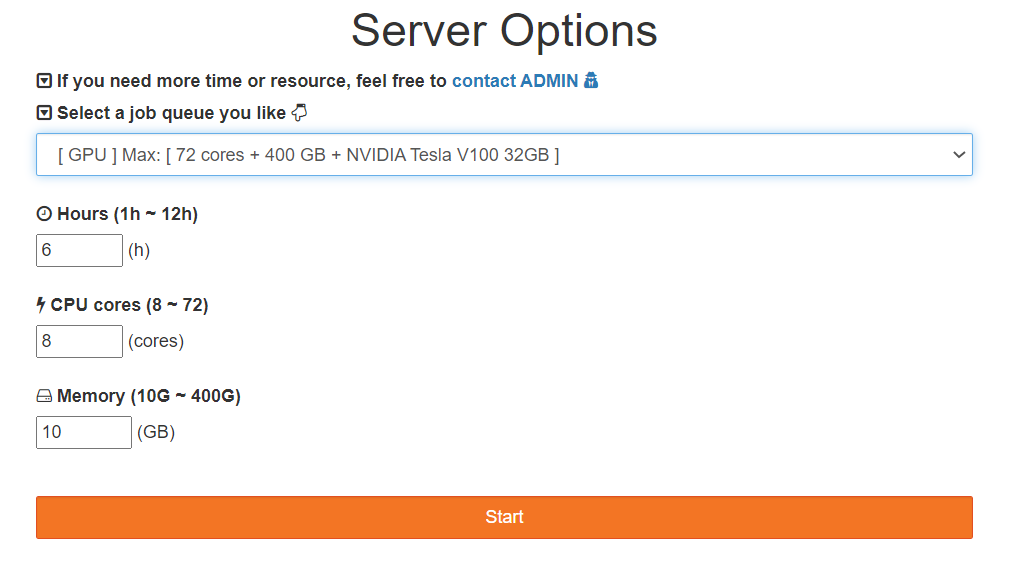 Server Options
If you need more time or resource, feel free to contact ADMIN
Select a job queue you like
[ GPU ] Max: [ 72 cores + 400 GB + NVIDIA Tesla V100 32GB ]
Hours (1h ~ 12h)
6 (h)
CPU cores (8 ~ 72)
8 (cores)
Memory (10G ~ 400G)
10 (GB)
Start